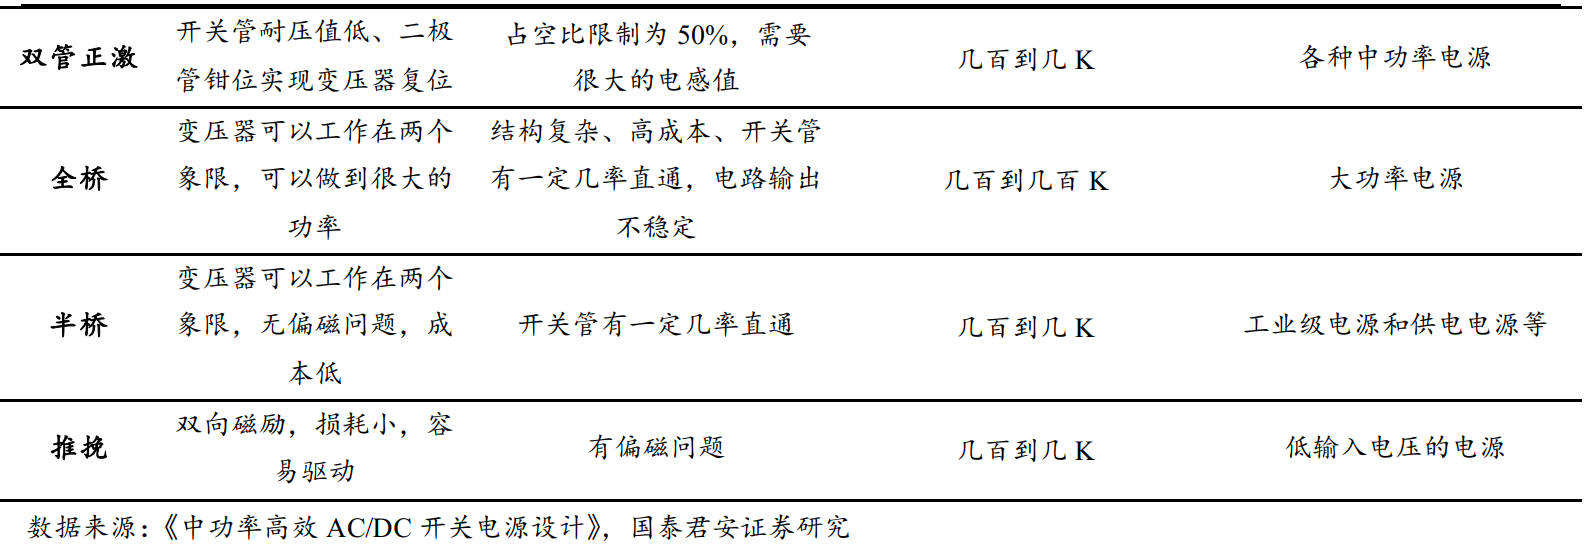 双管正激
开关管耐压值低、二极
管钳位实现变压器复位
占空比限制为 50%，需要
很大的电感值
几百到几 K
各种中功率电源
全桥
变压器可以工作在两个
象限，可以做到很大的
功率
结构复杂、高成本、开关管
有一定几率直通，电路输出
不稳定
几百到几百 K
大功率电源
半桥
变压器可以工作在两个
象限，无偏磁问题，成
本低
开关管有一定几率直通
几百到几 K
工业级电源和供电电源等
推挽
双向磁励，损耗小，容
易驱动
有偏磁问题
几百到几 K
低输入电压的电源
数据来源：《中功率高效 AC/DC 开关电源设计》，国泰君安证券研究